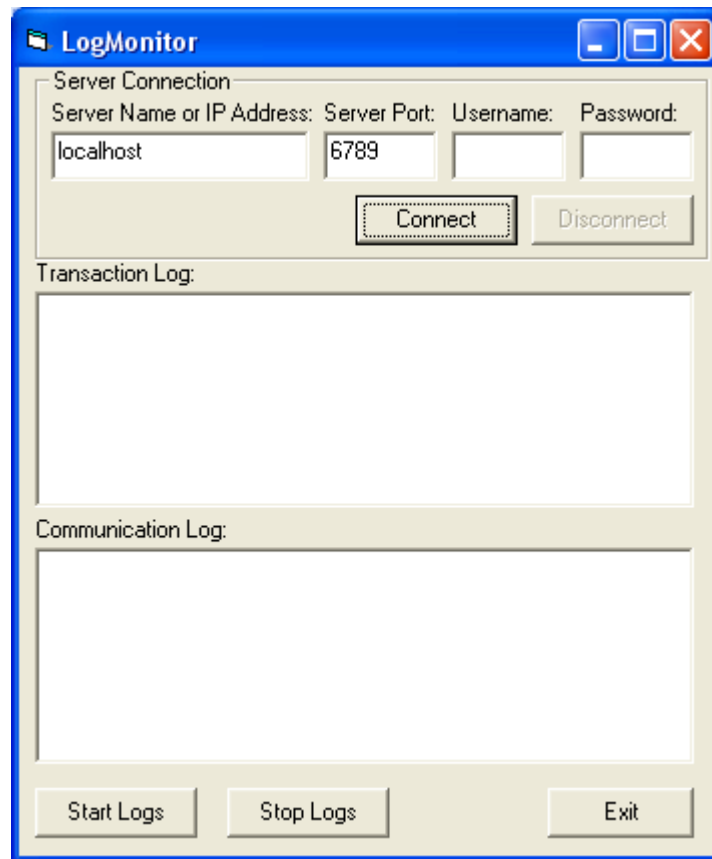 LogMonitor
Server Connection
Server Name or IP Address: Server Port: Username: Password:
localhost 6789
Connect Disconnect
Transaction Log:
Communication Log:
Start Logs Stop Logs Exit